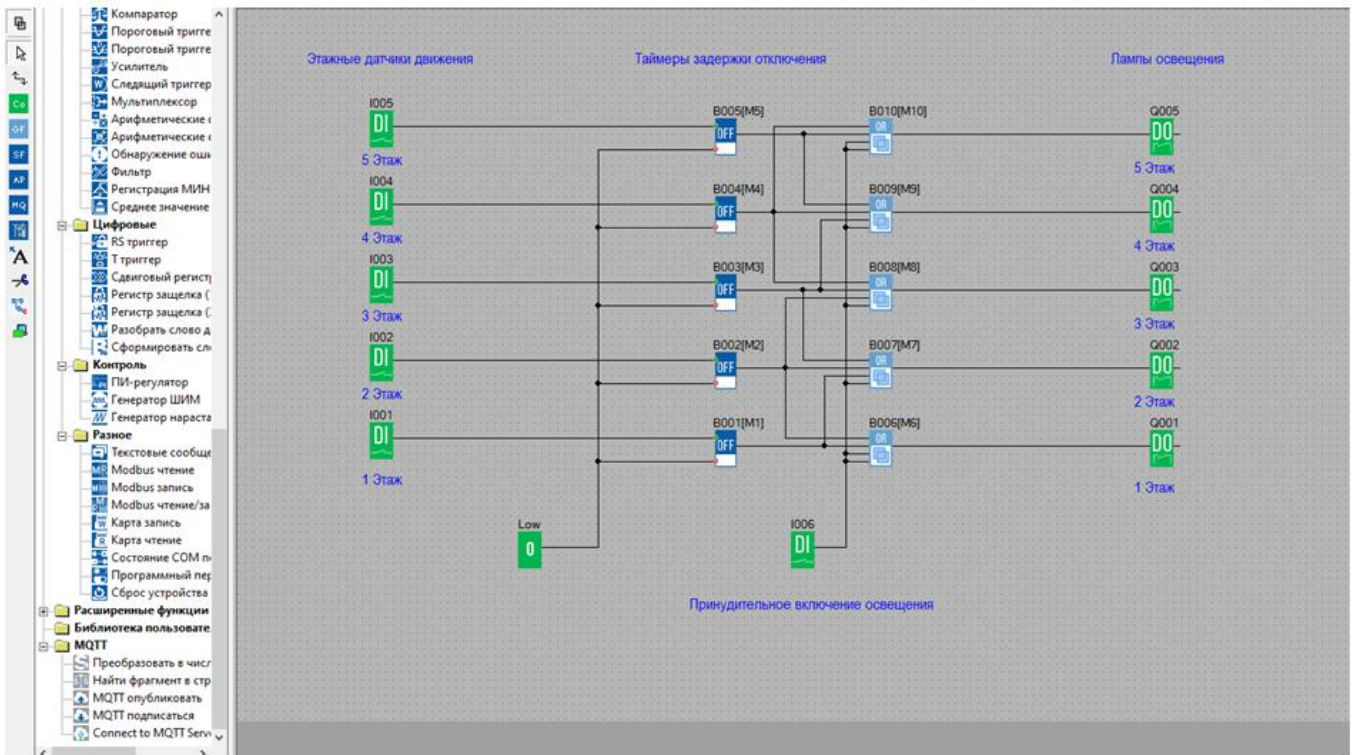 Компаратор
Пороговый тригге
Пороговый тригге
Усилитель
Следящий триггер
Мультиплексор
Арифметические о
Арифметические о
Обнаружение оши
Фильтр
Регистрация МИН
Среднее значение
Цифровые
RS триггер
T триггер
Сдвиговый регистр
Регистр защелка (
Регистр защелка (
Разобрать слово д
Сформировать сл
Контроль
ПИ-регулятор
Генератор ШИМ
Генератор нараста
Разное
Текстовые сообще
Modbus чтение
Modbus запись
Modbus чтение/за
Карта запись
Карта чтение
Состояние COM п
Программный пер
Сброс устройства
Расширенные функции
Библиотека пользовате
MQTT
Преобразовать в числ
Найти фрагмент в стр
MQTT опубликовать
MQTT подписаться
Connect to MQTT Serv
Co
GF
SF
AP
MQ
A
Этажные датчики движения
Таймеры задержки отключения
Лампы освещения
I005
B005[M5]
B010[M10]
Q005
DI
OFF
OR
DO
5 Этаж
5 Этаж
I004
B004[M4]
B009[M9]
Q004
DI
OFF
OR
DO
4 Этаж
4 Этаж
I003
B003[M3]
B008[M8]
Q003
DI
OFF
OR
DO
3 Этаж
3 Этаж
I002
B002[M2]
B007[M7]
Q002
DI
OFF
OR
DO
2 Этаж
2 Этаж
I001
B001[M1]
B006[M6]
Q001
DI
OFF
OR
DO
1 Этаж
1 Этаж
Low
0
I006
DI
Принудительное включение освещения